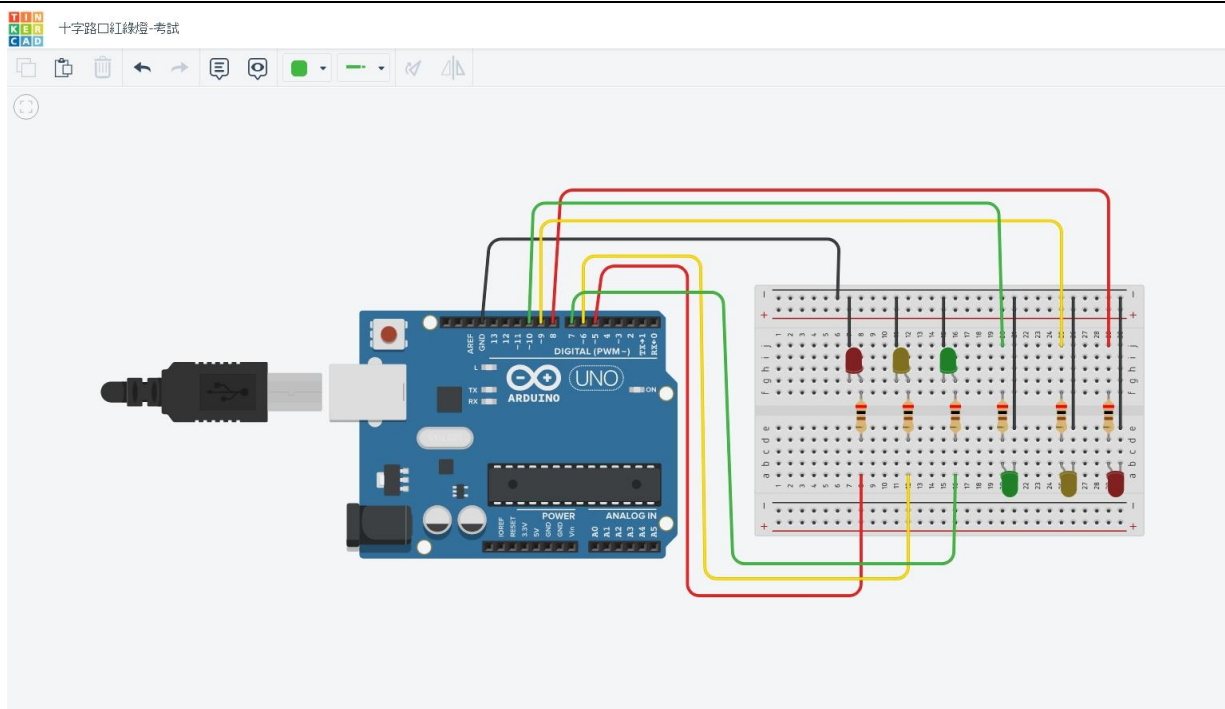 TIN
KER
CAD
十字路口紅綠燈-考試
AREF
GND
13
12
~11
~10
~9
8
7
~6
~5
4
~3
2
TX→1
RX←0
DIGITAL (PWM~)
L
TX
RX
ARDUINO
UNO
ON
IOREF
RESET
3.3V
5V
GND
GND
Vin
POWER
ANALOG IN
A0
A1
A2
A3
A4
A5